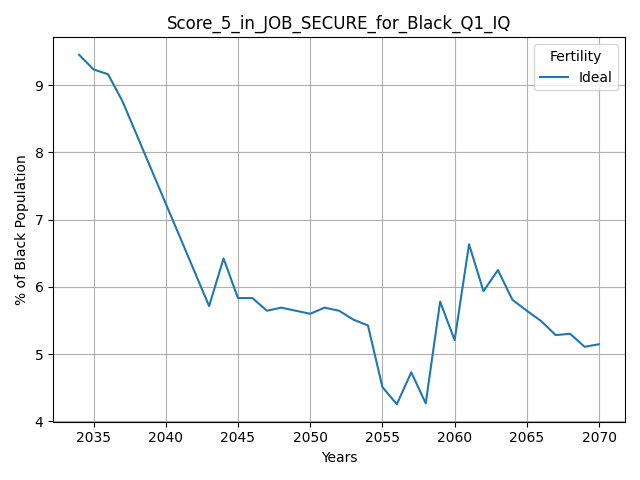 Score_5_in_JOB_SECURE_for_Black_Q1_IQ
Fertility
Ideal
% of Black Population
9
8
7
6
5
4
2035 2040 2045 2050 2055 2060 2065 2070
Years